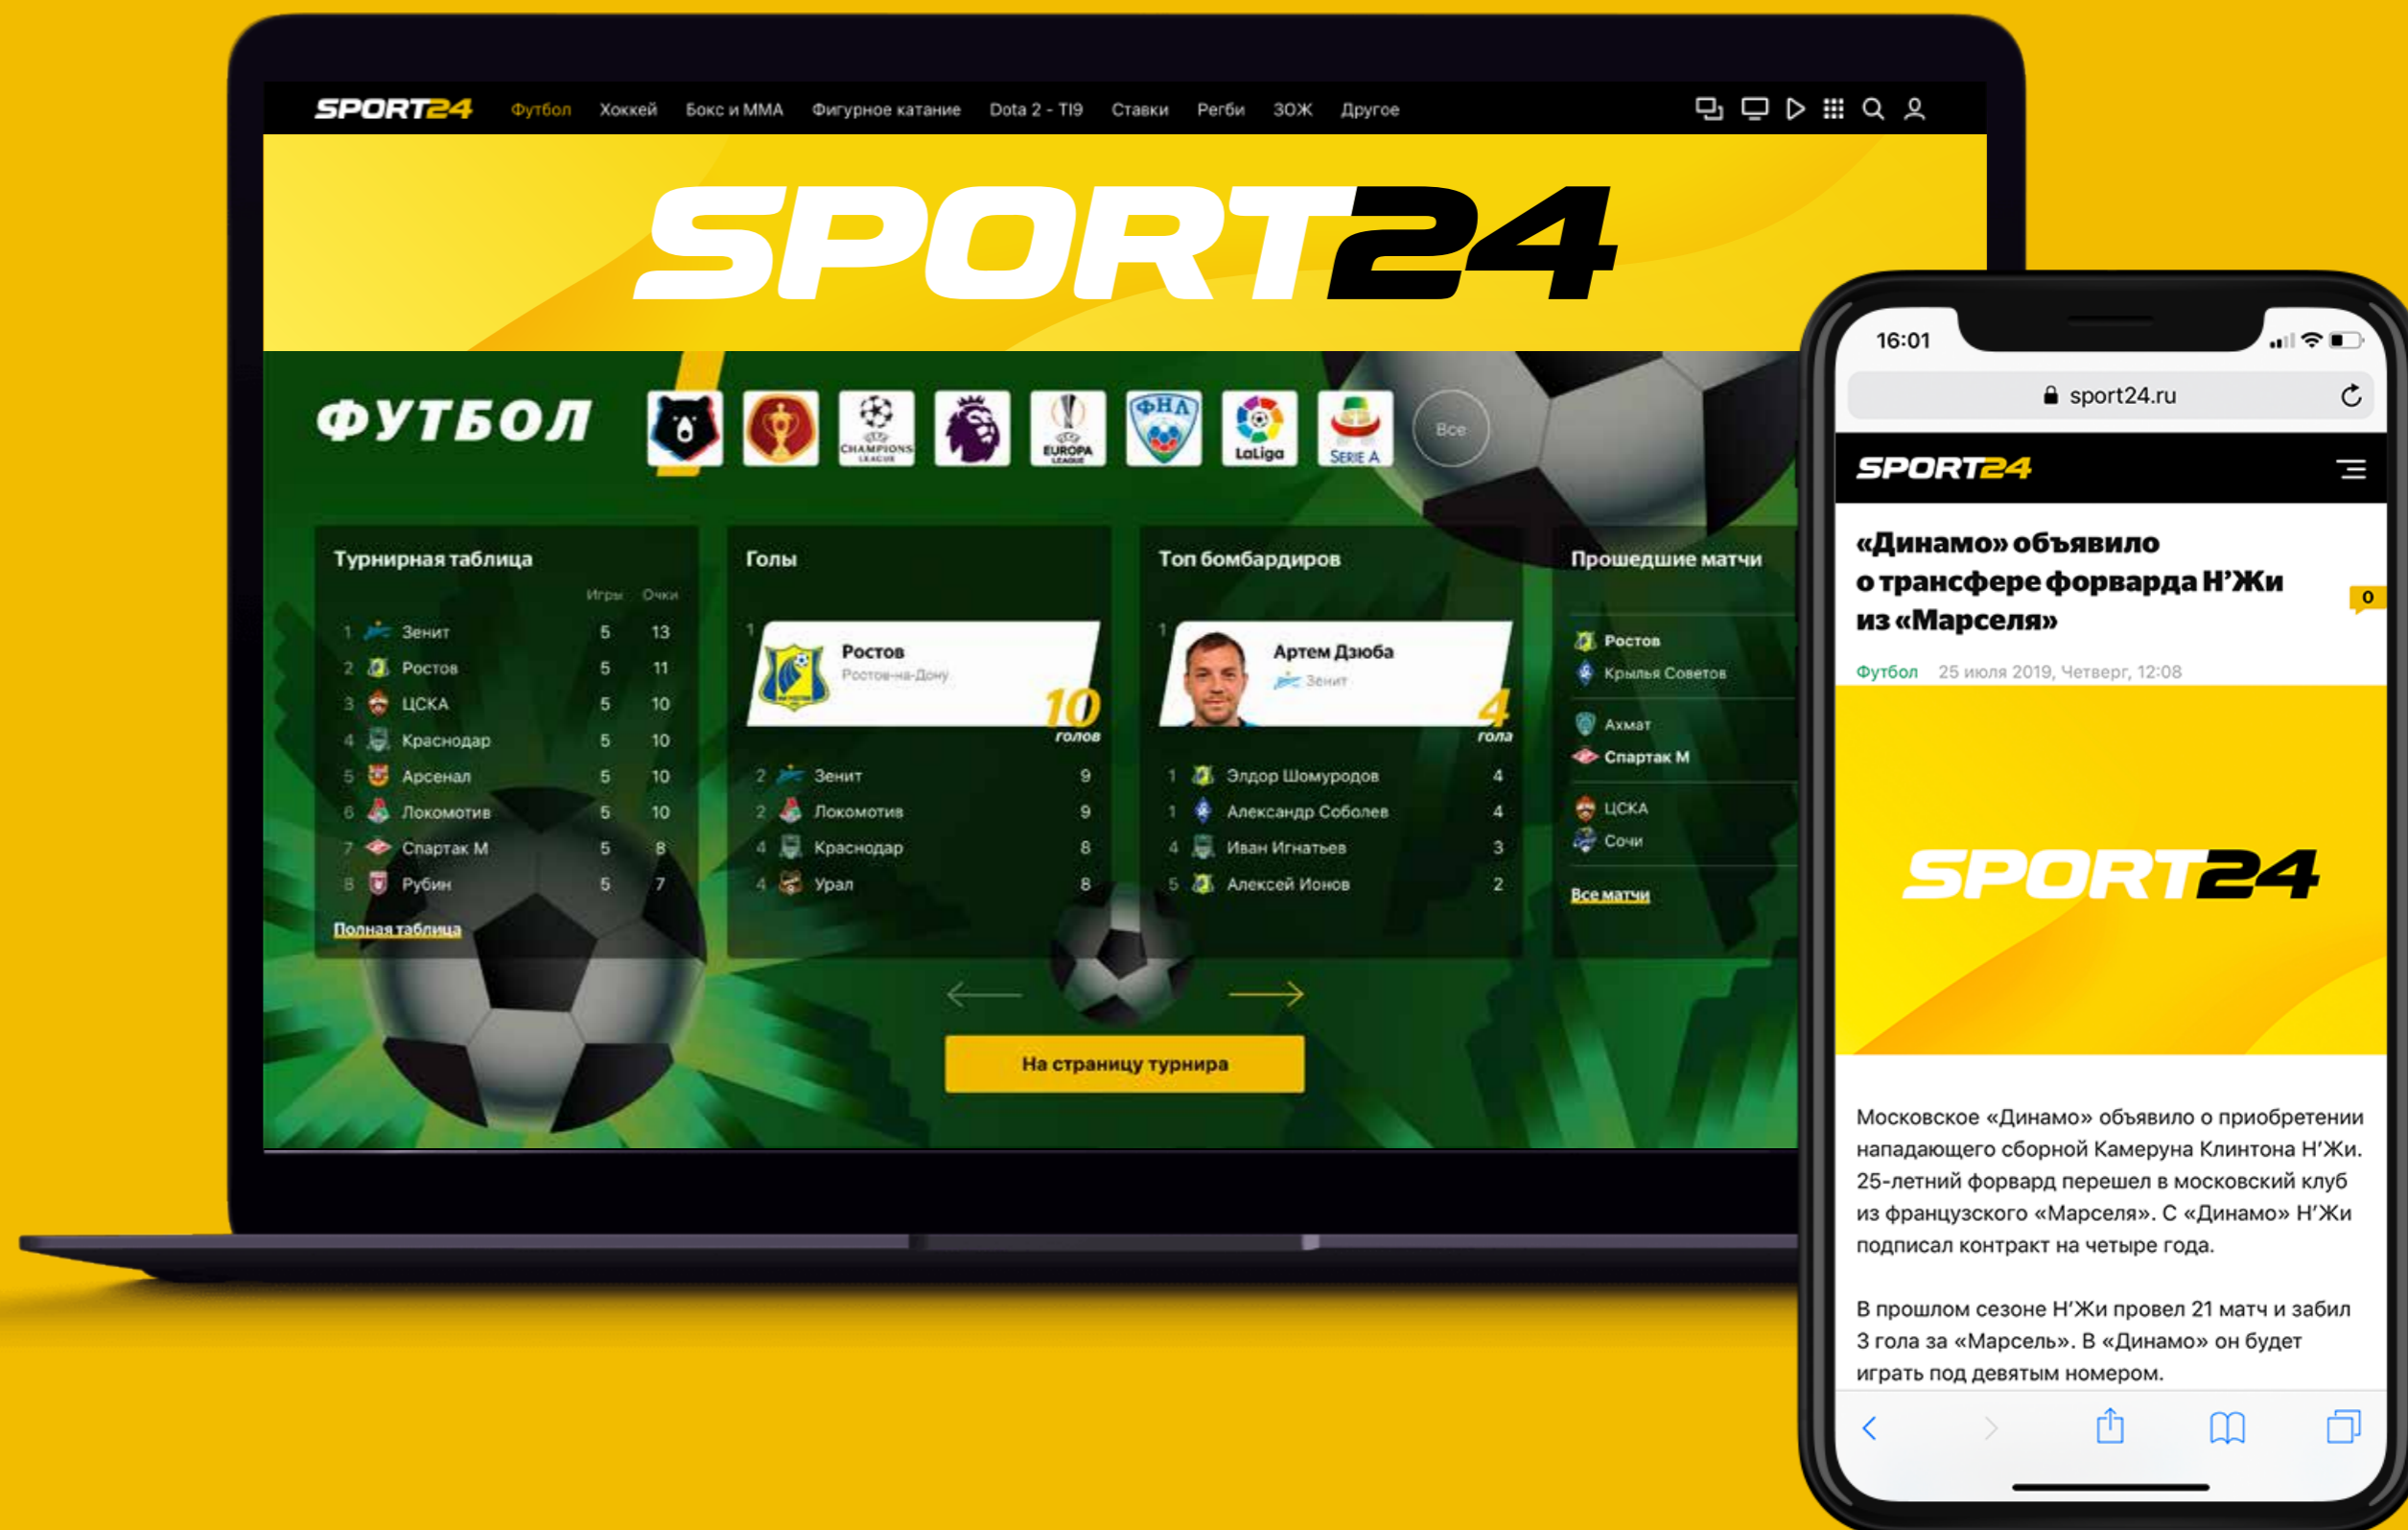 SPORT24 Футбол Хоккей Бокс и ММА Фигурное катание Dota 2 - TI9 Ставки Регби ЗОЖ Другое
SPORT24
ФУТБОЛ
CHAMPIONS
LEAGUE
EUROPA
LEAGUE
ФНЛ
LaLiga
SERIE A
Все
Турнирная таблица
Игры Очки
1 Зенит 5 13
2 Ростов 5 11
3 ЦСКА 5 10
4 Краснодар 5 10
5 Арсенал 5 10
6 Локомотив 5 10
7 Спартак М 5 8
8 Рубин 5 7
Полная таблица
Голы
1
Ростов
Ростов-на-Дону
10
голов
2 Зенит 9
2 Локомотив 9
4 Краснодар 8
4 Урал 8
Топ бомбардиров
1
Артем Дзюба
Зенит
4
гола
1 Элдор Шомуродов 4
1 Александр Соболев 4
4 Иван Игнатьев 3
5 Алексей Ионов 2
Прошедшие матчи
Ростов
Крылья Советов
Ахмат
Спартак М
ЦСКА
Сочи
Все матчи
На страницу турнира
16:01
sport24.ru
SPORT24
«Динамо» объявило
о трансфере форварда Н’Жи
из «Марселя»
0
Футбол 25 июля 2019, Четверг, 12:08
SPORT24
Московское «Динамо» объявило о приобретении
нападающего сборной Камеруна Клинтона Н’Жи.
25-летний форвард перешел в московский клуб
из французского «Марселя». С «Динамо» Н’Жи
подписал контракт на четыре года.
В прошлом сезоне Н’Жи провел 21 матч и забил
3 гола за «Марсель». В «Динамо» он будет
играть под девятым номером.